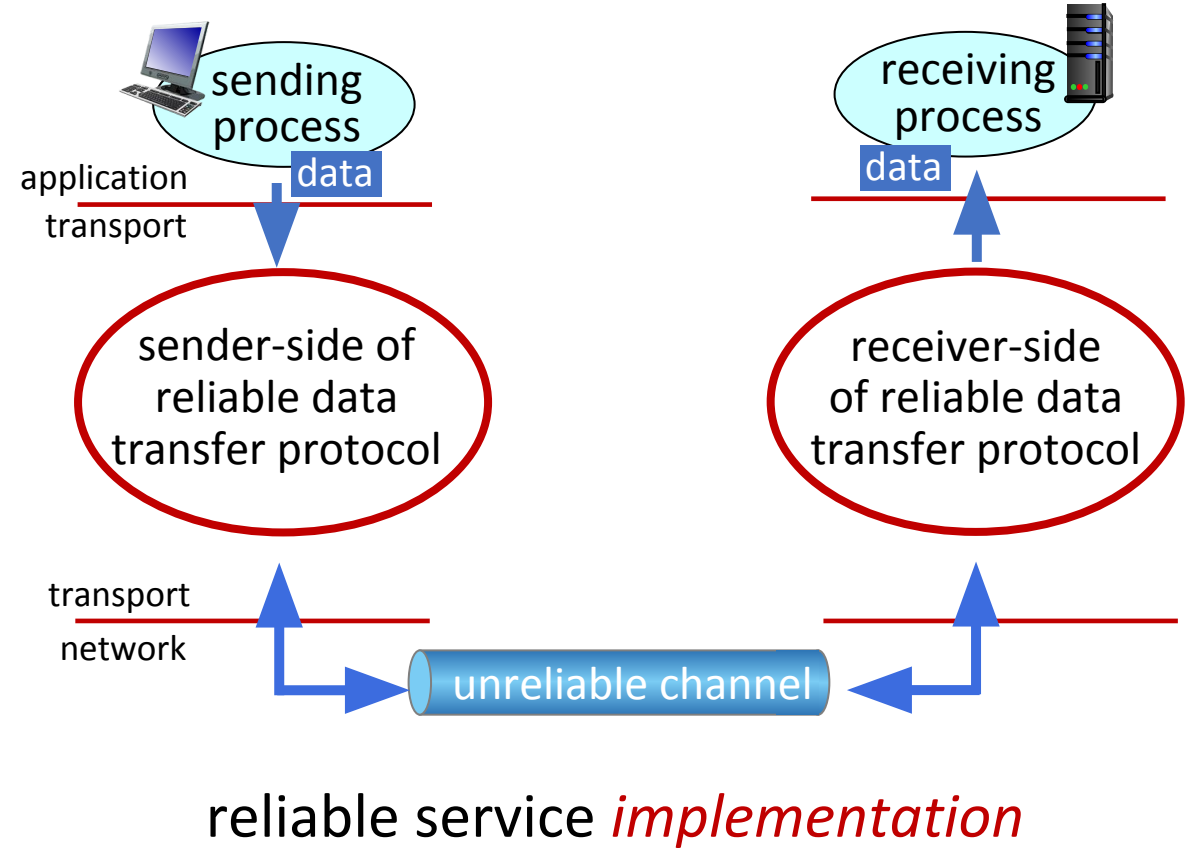 sending
process
data
receiving
process
data
application
transport
sender-side of
reliable data
transfer protocol
receiver-side
of reliable data
transfer protocol
transport
network
unreliable channel
reliable service implementation